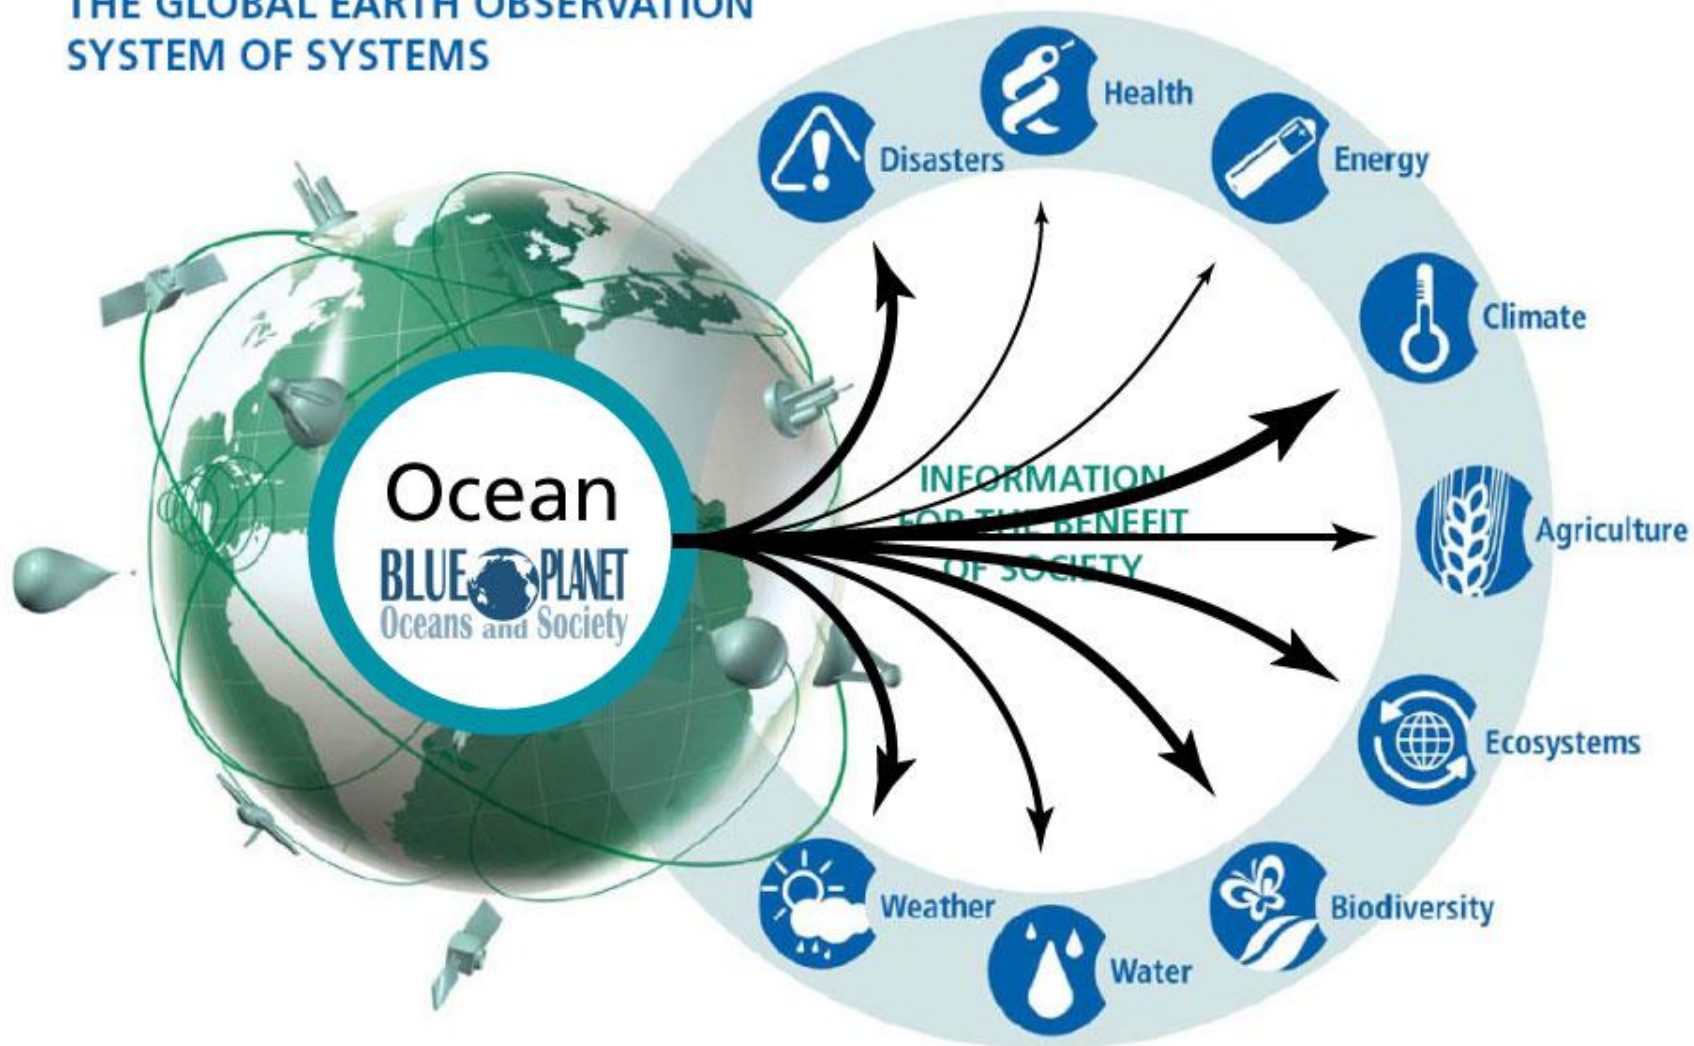 THE GLOBAL EARTH OBSERVATION
SYSTEM OF SYSTEMS
Health
Disasters
Energy
Climate
INFORMATION
FOR THE BENEFIT
OF SOCIETY
Ocean
BLUE PLANET
Oceans and Society
Agriculture
Ecosystems
Weather
Biodiversity
Water